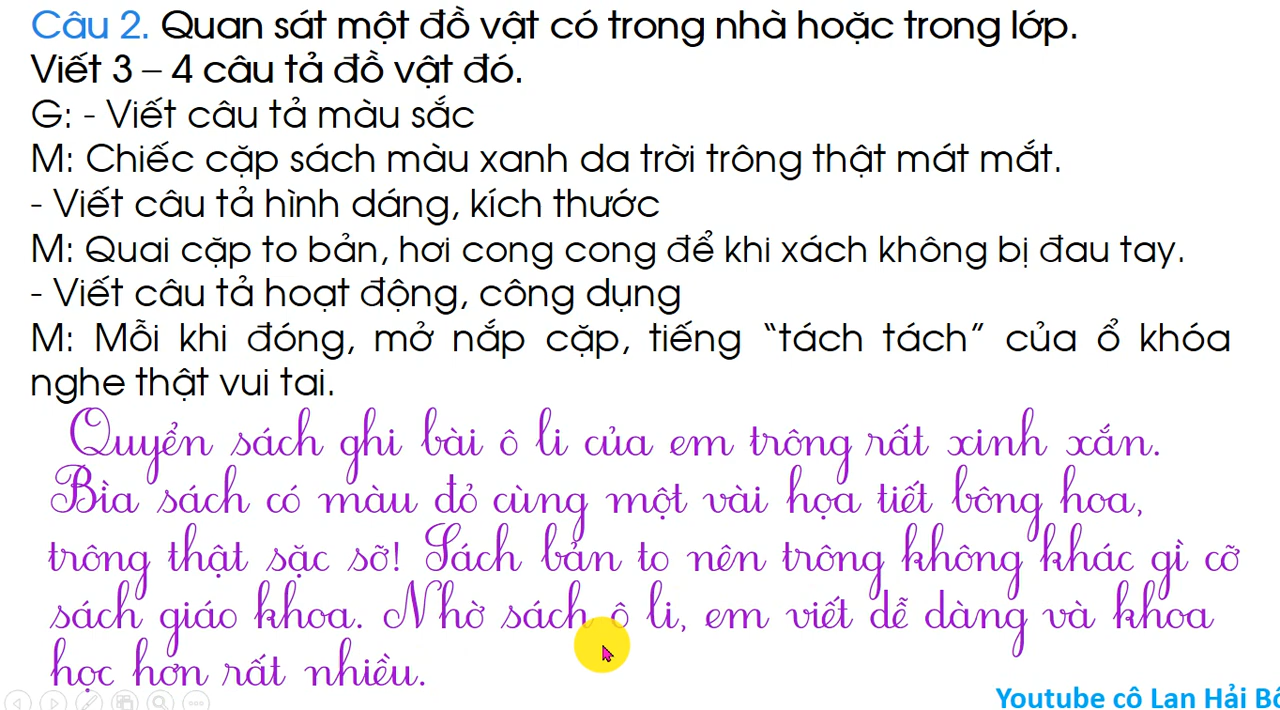 Câu 2. Quan sát một đồ vật có trong nhà hoặc trong lớp.
Viết 3 – 4 câu tả đồ vật đó.
G: - Viết câu tả màu sắc
M: Chiếc cặp sách màu xanh da trời trông thật mát mắt.
- Viết câu tả hình dáng, kích thước
M: Quai cặp to bản, hơi cong cong để khi xách không bị đau tay.
- Viết câu tả hoạt động, công dụng
M: Mỗi khi đóng, mở nắp cặp, tiếng “tách tách” của ổ khóa
nghe thật vui tai.
Quyển sách ghi bài ô li của em trông rất xinh xắn.
Bìa sách có màu đỏ cùng một vài họa tiết bông hoa,
trông thật sặc sỡ! Sách bản to nên trông không khác gì cỡ
sách giáo khoa. Nhờ sách ô li, em viết dễ dàng và khoa
học hơn rất nhiều.
Youtube cô Lan Hải